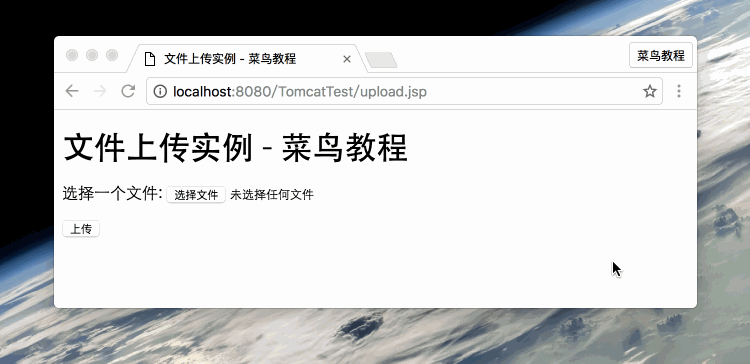 文件上传实例 - 菜鸟教程
菜鸟教程
localhost:8080/TomcatTest/upload.jsp
文件上传实例 - 菜鸟教程
选择一个文件: 选择文件 未选择任何文件
上传